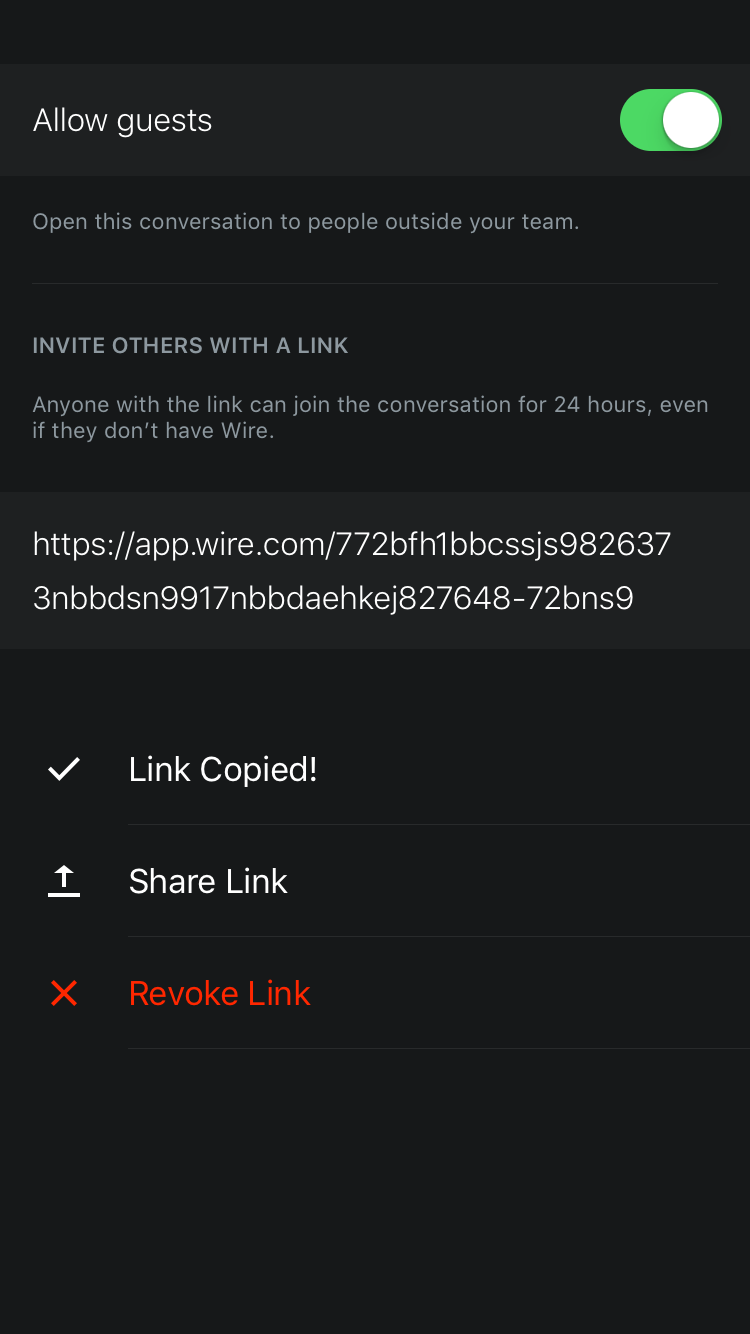 Allow guests
Open this conversation to people outside your team.
INVITE OTHERS WITH A LINK
Anyone with the link can join the conversation for 24 hours, even
if they don’t have Wire.
https://app.wire.com/772bfh1bbcssjs982637
3nbbdsn9917nbbdaehkej827648-72bns9
Link Copied!
Share Link
Revoke Link